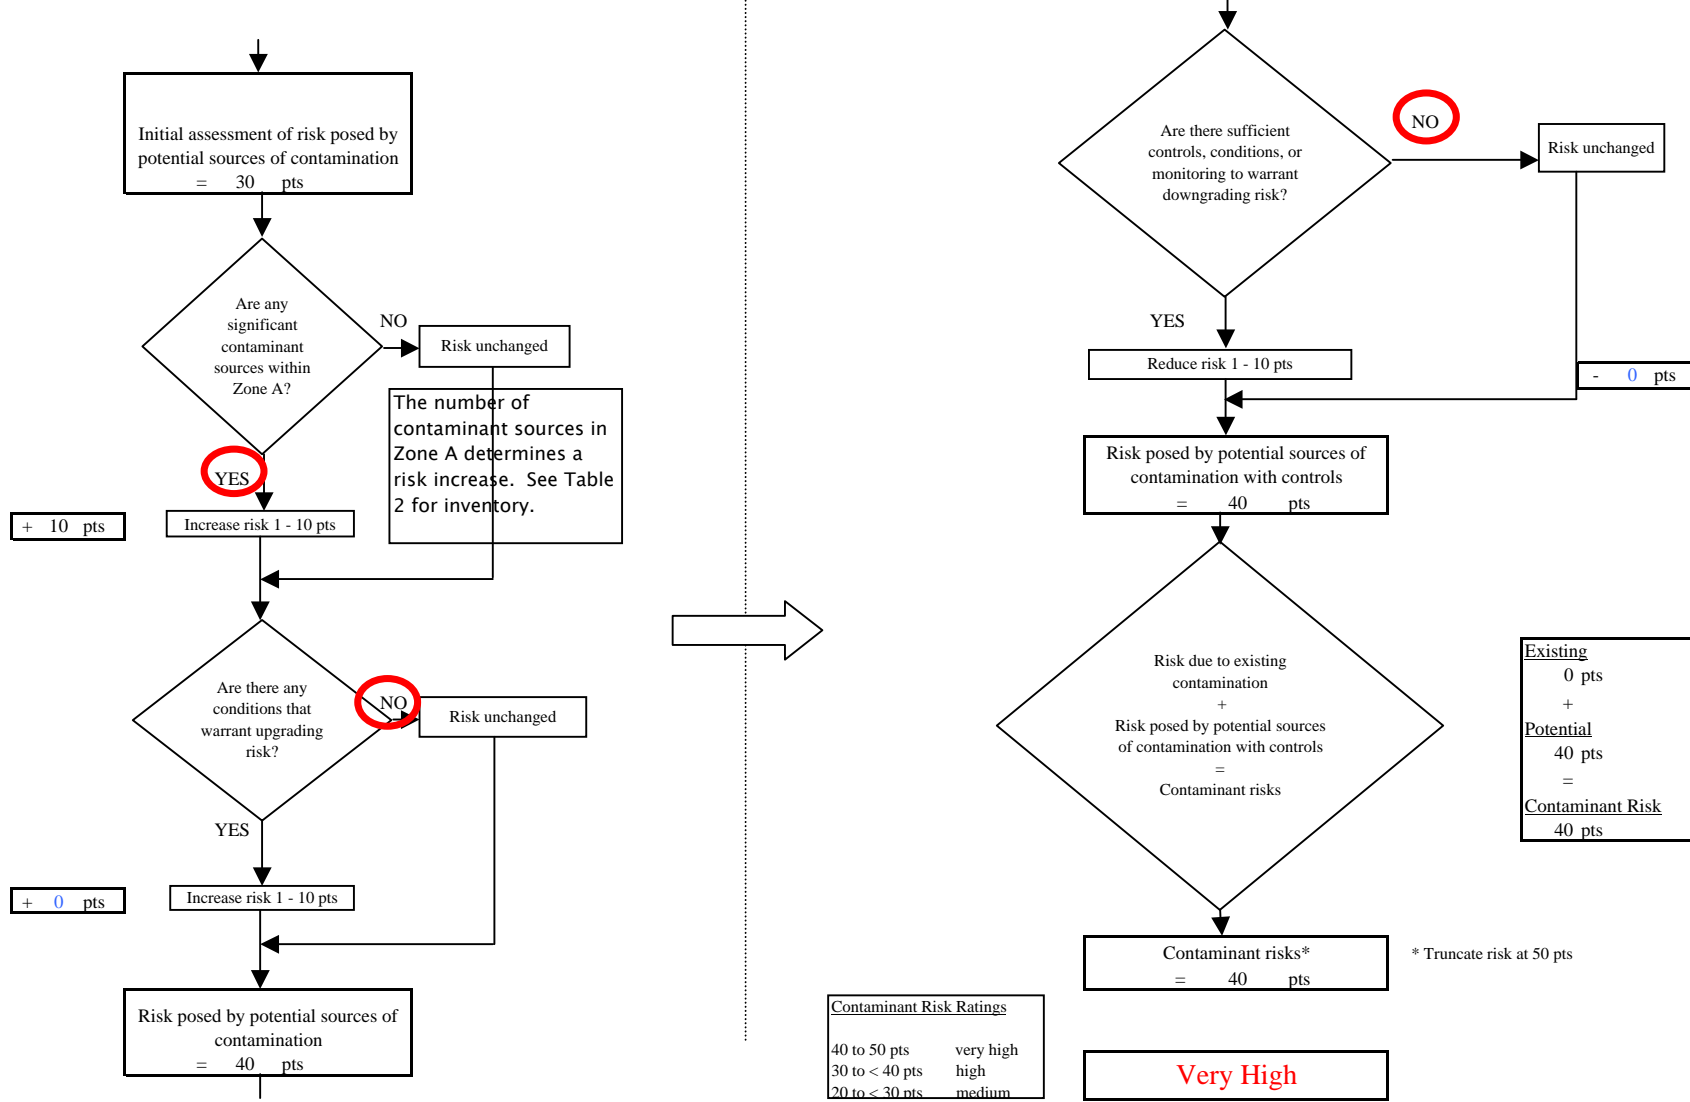 Initial assessment of risk posed by
potential sources of contamination
= 30 pts
Are any
significant
contaminant
sources within
Zone A?
NO
Risk unchanged
The number of
contaminant sources in
Zone A determines a
risk increase. See Table
2 for inventory.
YES
+ 10 pts
Increase risk 1 - 10 pts
Are there any
conditions that
warrant upgrading
risk?
NO
Risk unchanged
YES
+ 0 pts
Increase risk 1 - 10 pts
Risk posed by potential sources of
contamination
= 40 pts
Are there sufficient
controls, conditions, or
monitoring to warrant
downgrading risk?
NO
Risk unchanged
YES
Reduce risk 1 - 10 pts
- 0 pts
Risk posed by potential sources of
contamination with controls
= 40 pts
Risk due to existing
contamination
+
Risk posed by potential sources
of contamination with controls
=
Contaminant risks
Existing
0 pts
+
Potential
40 pts
=
Contaminant Risk
40 pts
Contaminant risks*
= 40 pts
* Truncate risk at 50 pts
Contaminant Risk Ratings
40 to 50 pts very high
30 to < 40 pts high
20 to < 30 pts medium
Very High